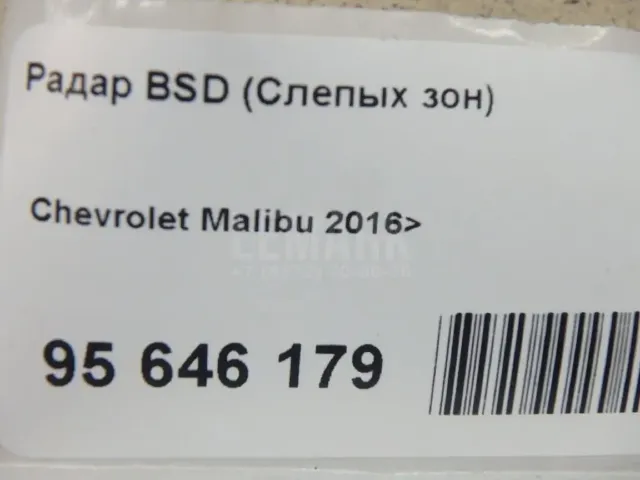 Радар BSD (Слепых зон)
Chevrolet Malibu 2016>
95 646 179